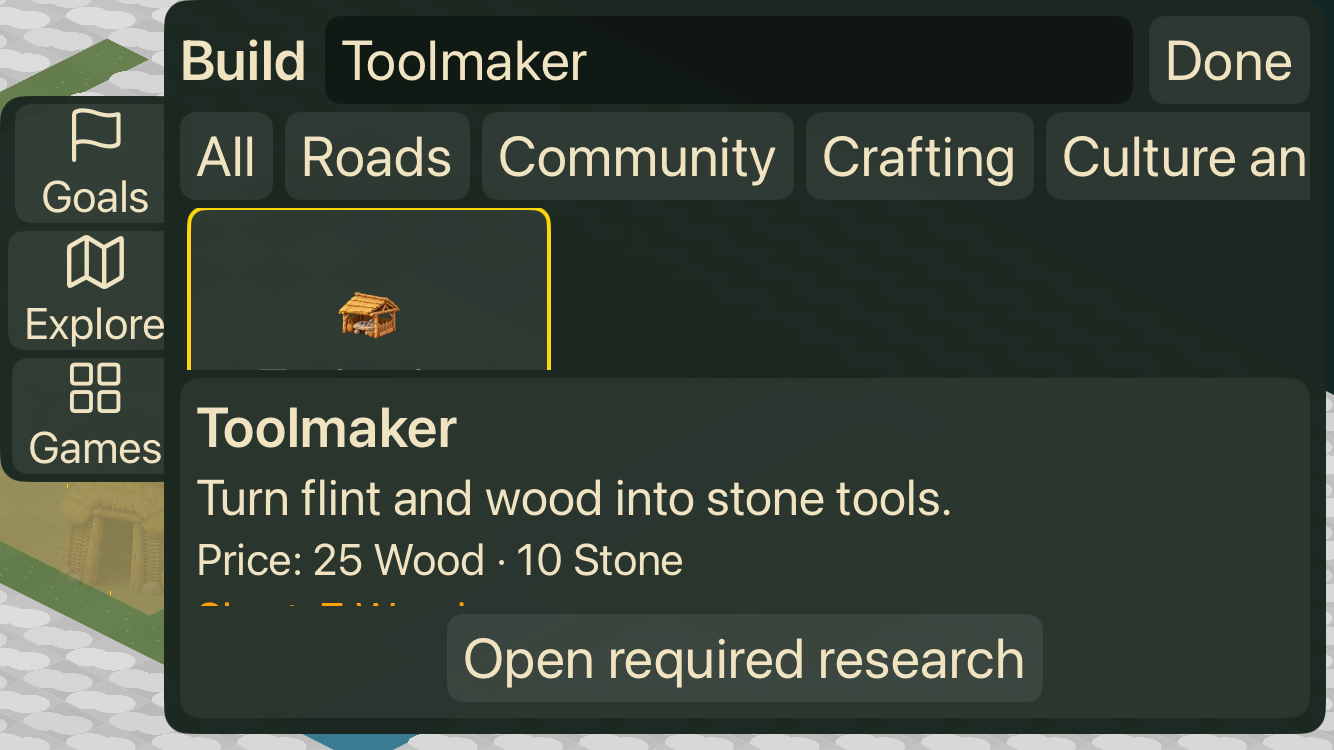 Build
Toolmaker
Done
All
Roads
Community
Crafting
Culture an
Goals
Explore
Games
Toolmaker
Turn flint and wood into stone tools.
Price: 25 Wood · 10 Stone
Open required research